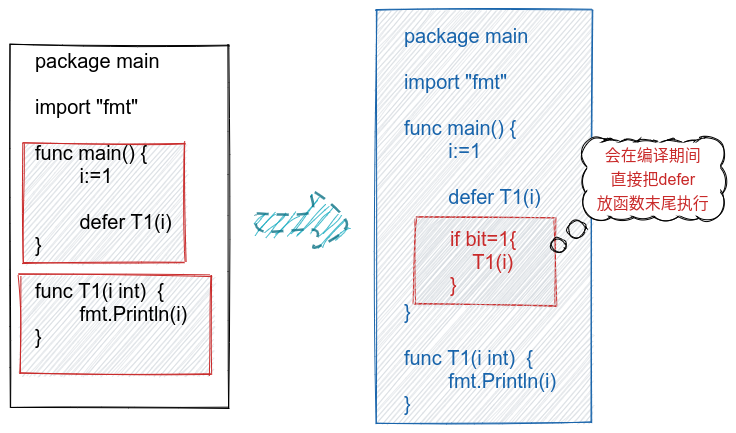 package main
import "fmt"
func main() {
i:=1
defer T1(i)
}
func T1(i int) {
fmt.Println(i)
}
package main
import "fmt"
func main() {
i:=1
defer T1(i)
if bit=1{
T1(i)
}
}
func T1(i int) {
fmt.Println(i)
}
会在编译期间
直接把defer
放函数末尾执行